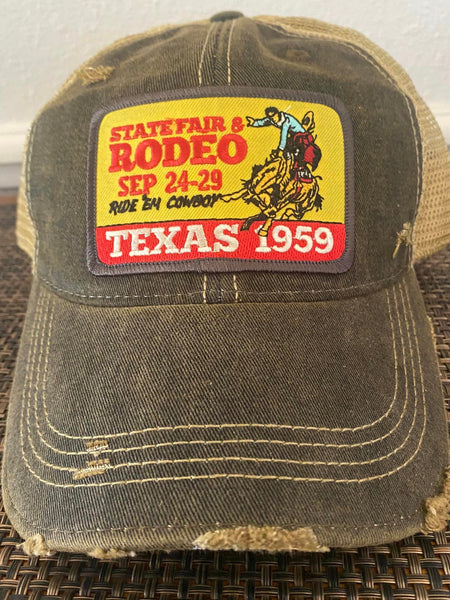 STATE FAIR &
RODEO
SEP 24-29
RIDE 'EM COWBOY
TEXAS 1959